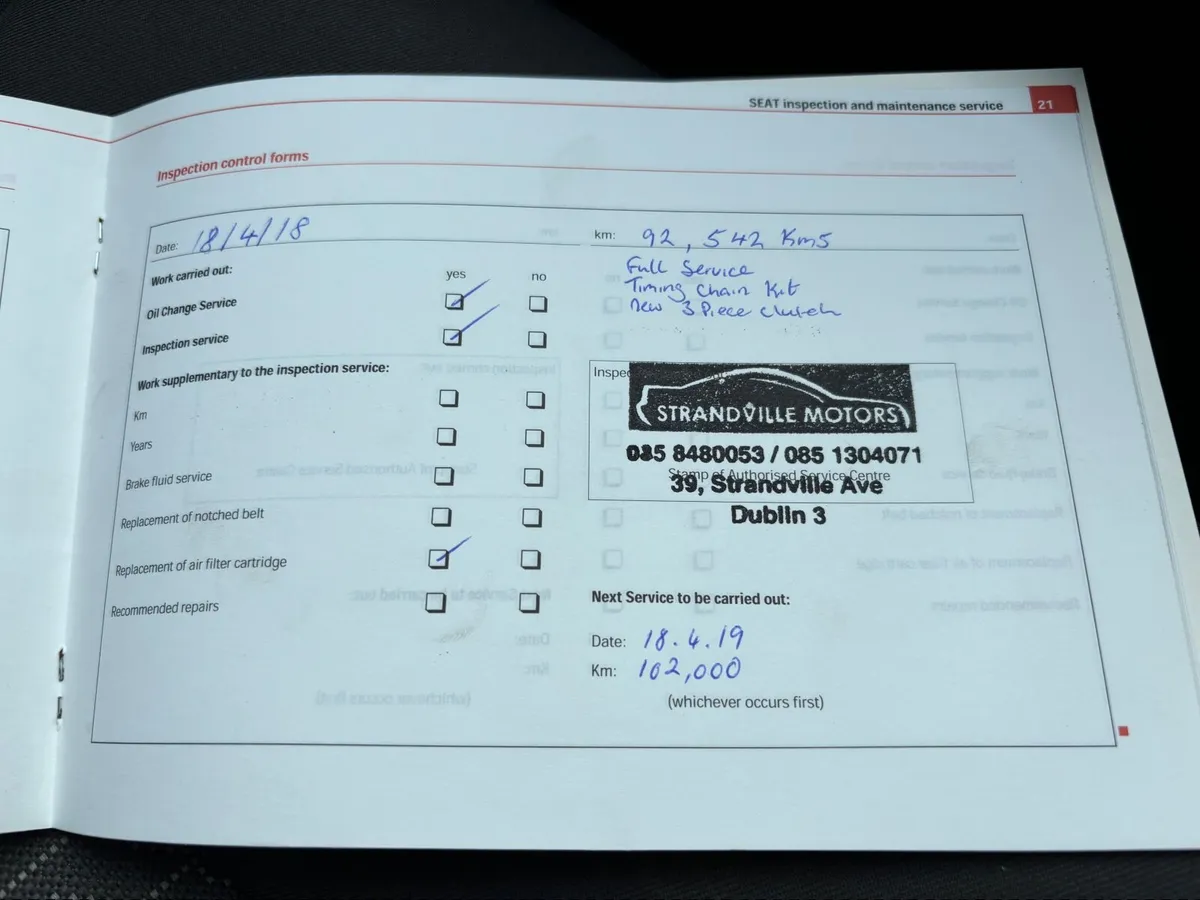 SEAT inspection and maintenance service 21
Inspection control forms
Date: 18/4/18
km: 92, 542 Kms
Work carried out:
yes no
Oil Change Service
Inspection service
Full Service
Timing Chain Kit
new 3 Piece clutch
Work supplementary to the inspection service:
Km
Years
Brake fluid service
Replacement of notched belt
Replacement of air filter cartridge
Recommended repairs
STRANDVILLE MOTORS
085 8480053 / 085 1304071
Stamp of Authorised Service Centre
39, Strandville Ave
Dublin 3
Next Service to be carried out:
Date: 18.4.19
Km: 102,000
(whichever occurs first)